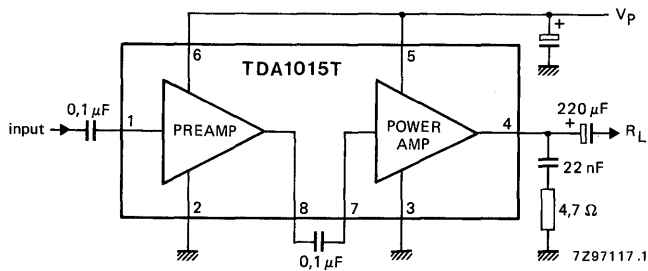 +
V_P
6
5
TDA1015T
0,1 µF
input
1
PREAMP
POWER
AMP
4
220 µF
+
R_L
22 nF
2
8
7
3
4,7 Ω
0,1 µF
7Z97117.1